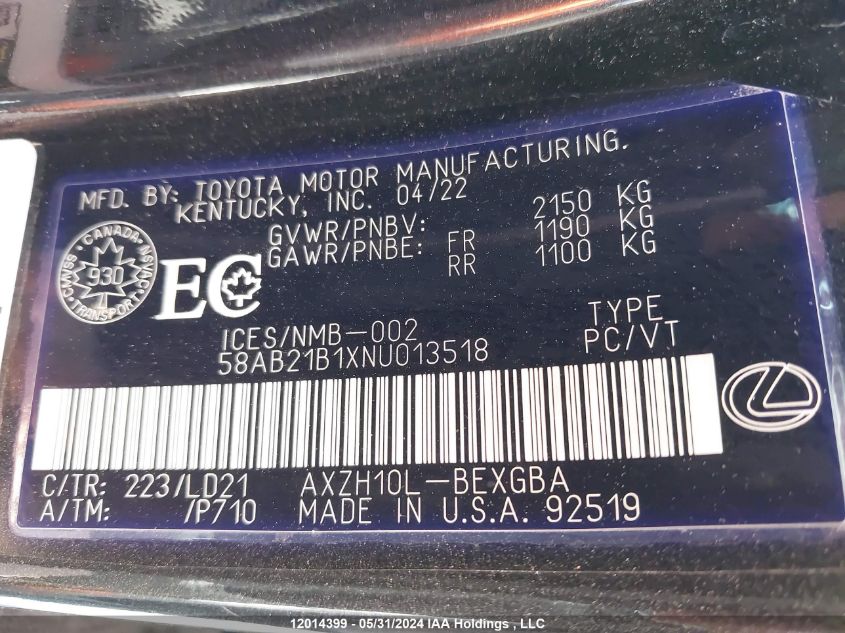 MFD. BY: TOYOTA MOTOR MANUFACTURING.
KENTUCKY, INC. 04/22
GVWR/PNBV: 2150 KG
GAWR/PNBE: FR 1190 KG
RR 1100 KG
CANADA
CMVSS 930 NSVAC
TRANSPORT
EC
ICES/NMB-002
TYPE
58AB21B1XNU013518
PC/VT
C/TR: 223/LD21 AXZH10L-BEXGBA
A/TM: /P710 MADE IN U.S.A. 92519
12014399 - 05/31/2024 IAA Holdings , LLC